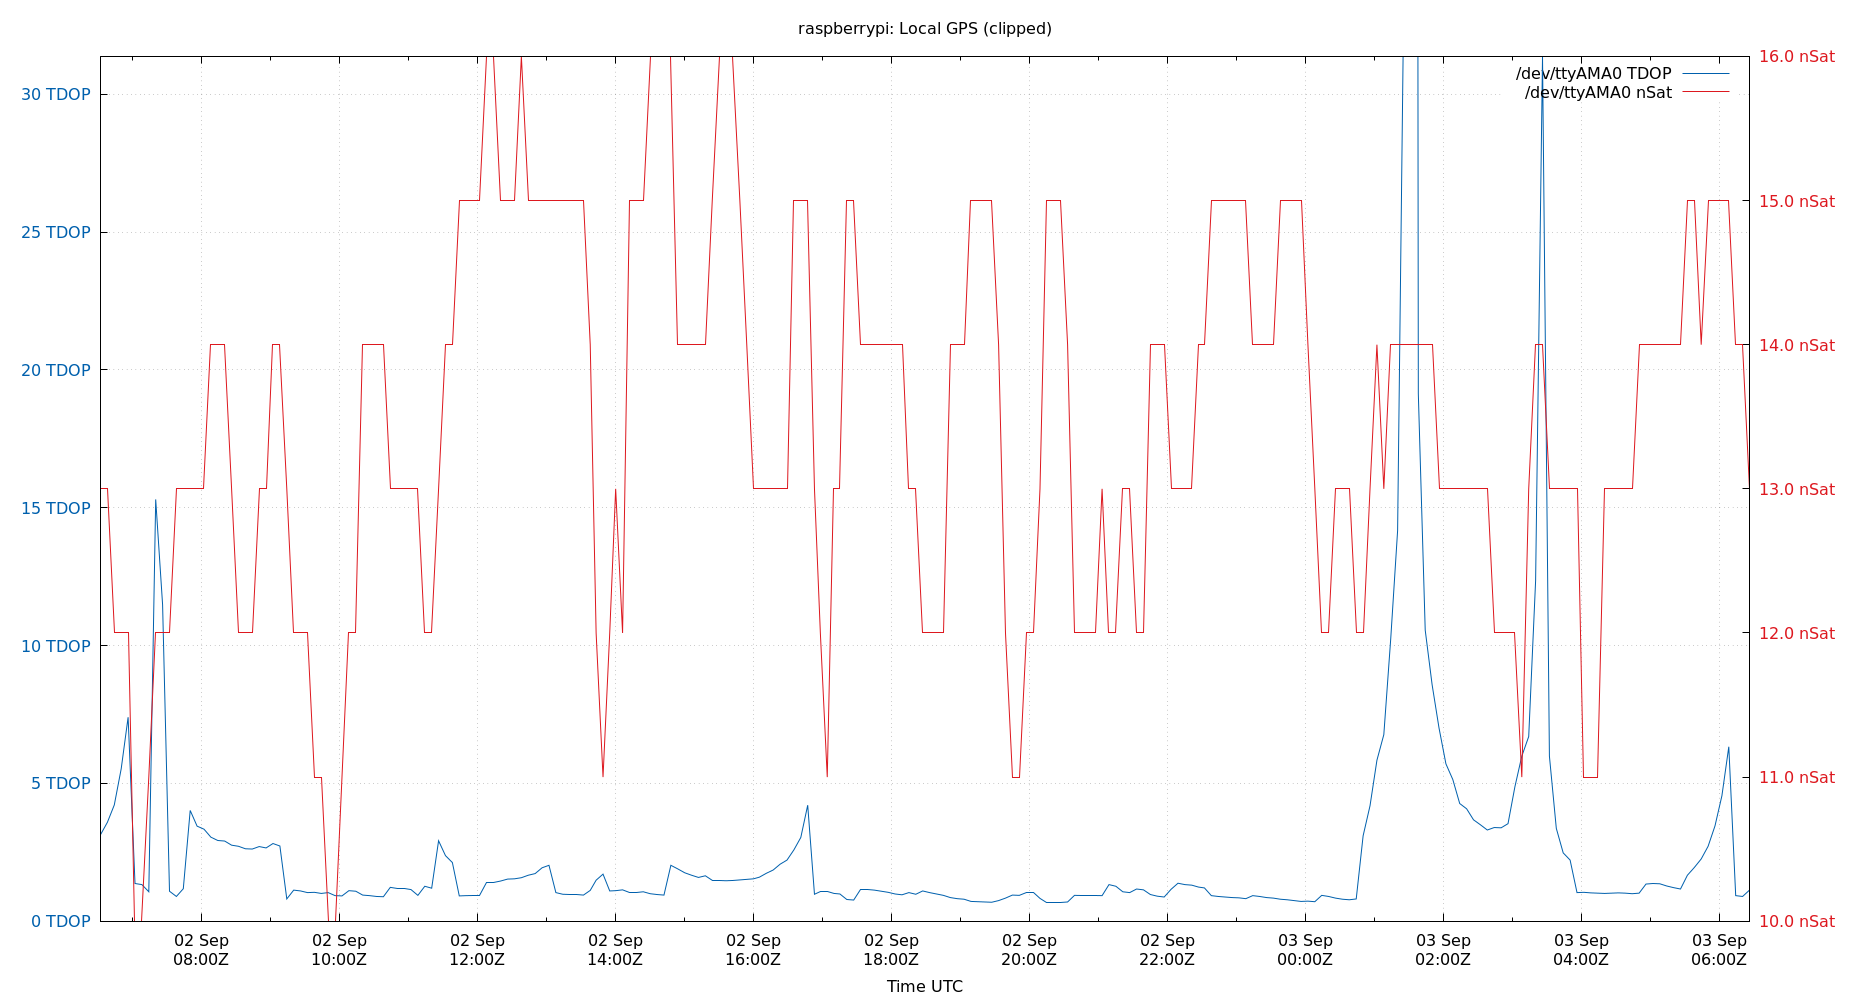 raspberrypi: Local GPS (clipped)
/dev/ttyAMA0 TDOP
/dev/ttyAMA0 nSat
30 TDOP
25 TDOP
20 TDOP
15 TDOP
10 TDOP
5 TDOP
0 TDOP
16.0 nSat
15.0 nSat
14.0 nSat
13.0 nSat
12.0 nSat
11.0 nSat
10.0 nSat
02 Sep
08:00Z
02 Sep
10:00Z
02 Sep
12:00Z
02 Sep
14:00Z
02 Sep
16:00Z
02 Sep
18:00Z
02 Sep
20:00Z
02 Sep
22:00Z
03 Sep
00:00Z
03 Sep
02:00Z
03 Sep
04:00Z
03 Sep
06:00Z
Time UTC